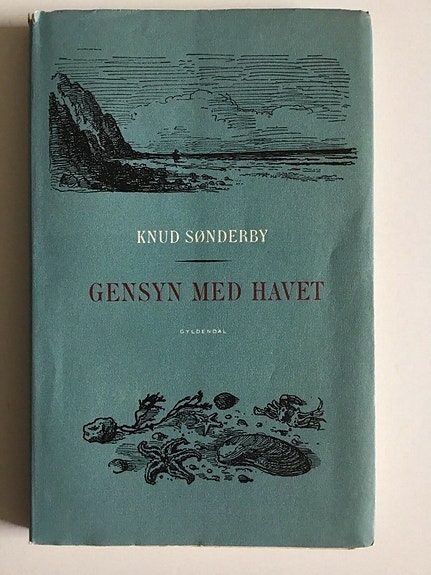 KNUD SØNDERBY
GENSYN MED HAVET
GYLDENDAL